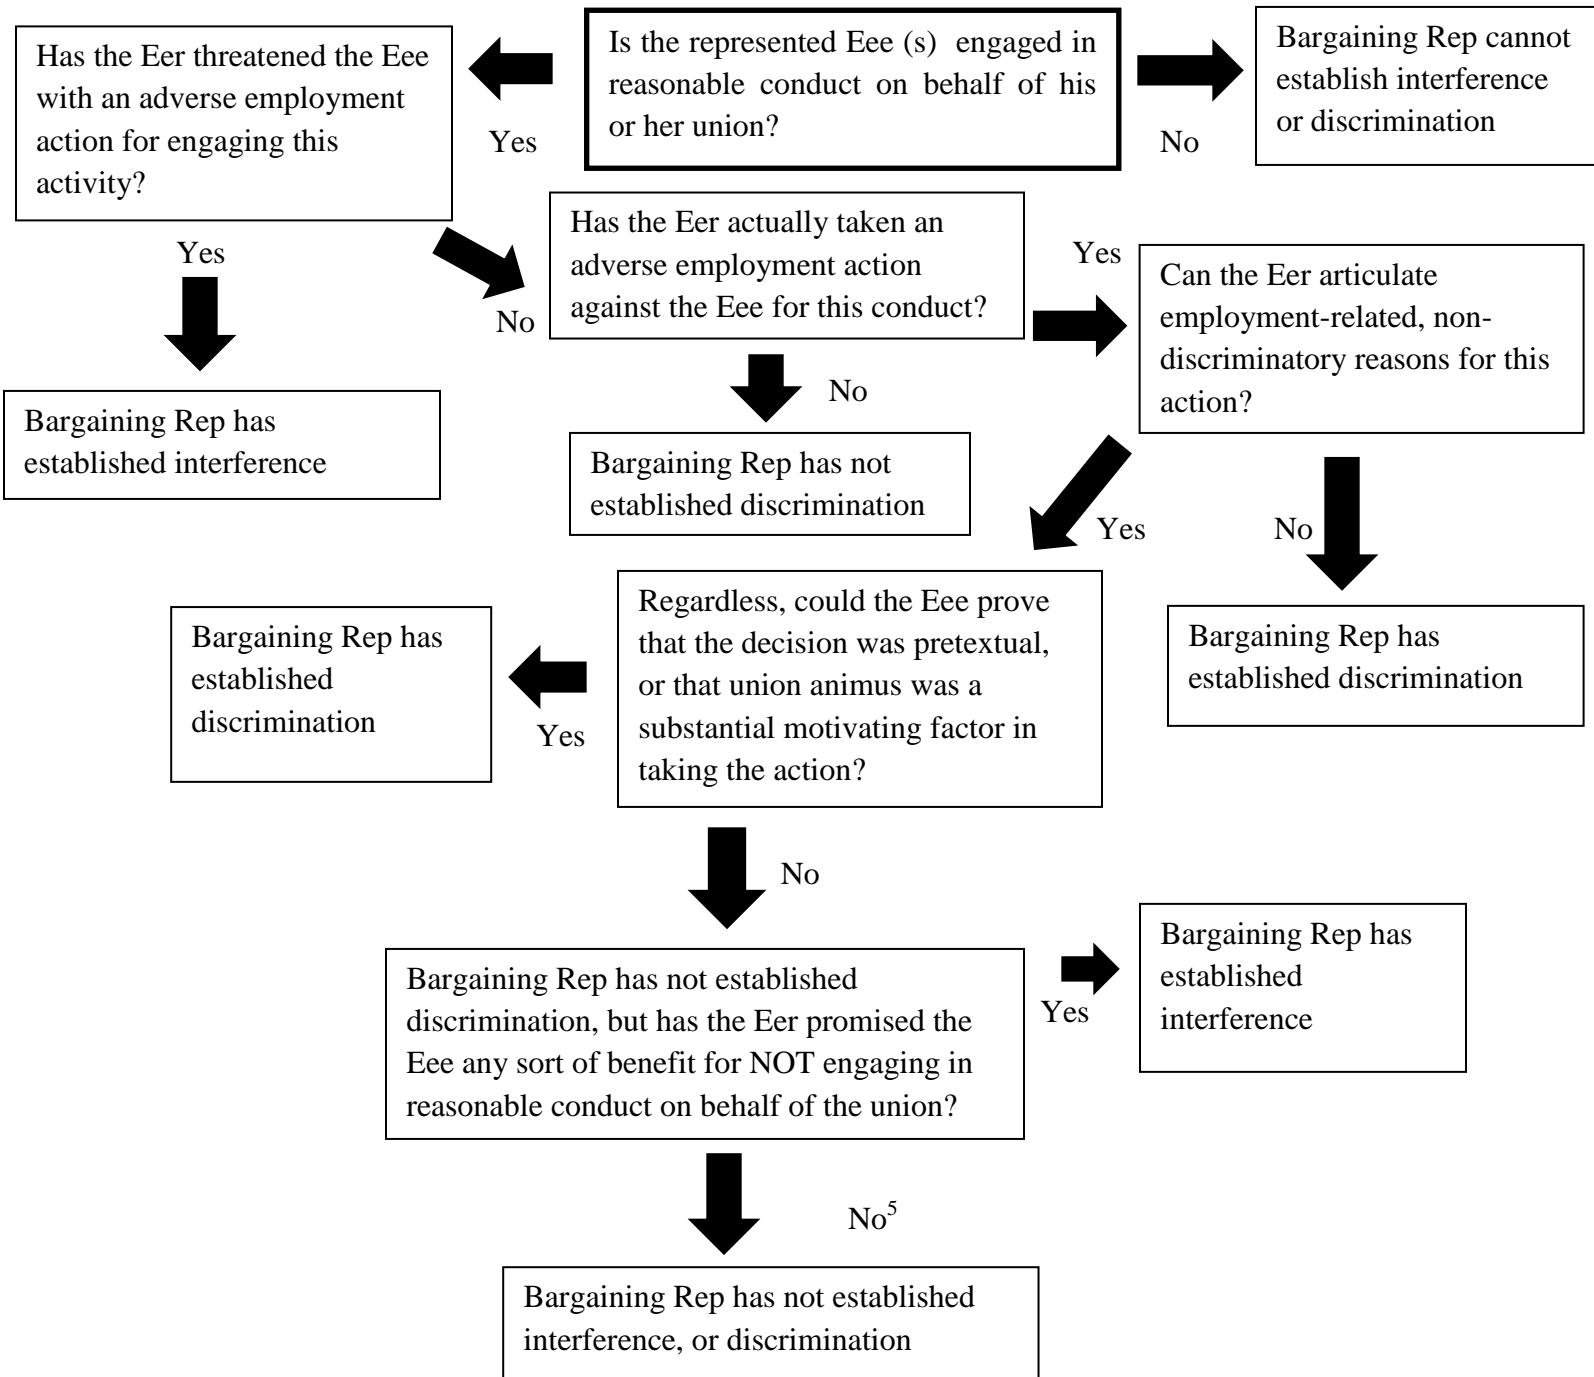 Has the Eer threatened the Eee
with an adverse employment
action for engaging this
activity?
Yes
Is the represented Eee (s) engaged in
reasonable conduct on behalf of his
or her union?
No
Bargaining Rep cannot
establish interference
or discrimination
Yes
No
Has the Eer actually taken an
adverse employment action
against the Eee for this conduct?
Yes
Can the Eer articulate
employment-related, non-
discriminatory reasons for this
action?
Bargaining Rep has
established interference
No
Bargaining Rep has not
established discrimination
Yes
No
Bargaining Rep has
established
discrimination
Yes
Regardless, could the Eee prove
that the decision was pretextual,
or that union animus was a
substantial motivating factor in
taking the action?
Bargaining Rep has
established discrimination
No
Bargaining Rep has not established
discrimination, but has the Eer promised the
Eee any sort of benefit for NOT engaging in
reasonable conduct on behalf of the union?
Yes
Bargaining Rep has
established
interference
No5
Bargaining Rep has not established
interference, or discrimination